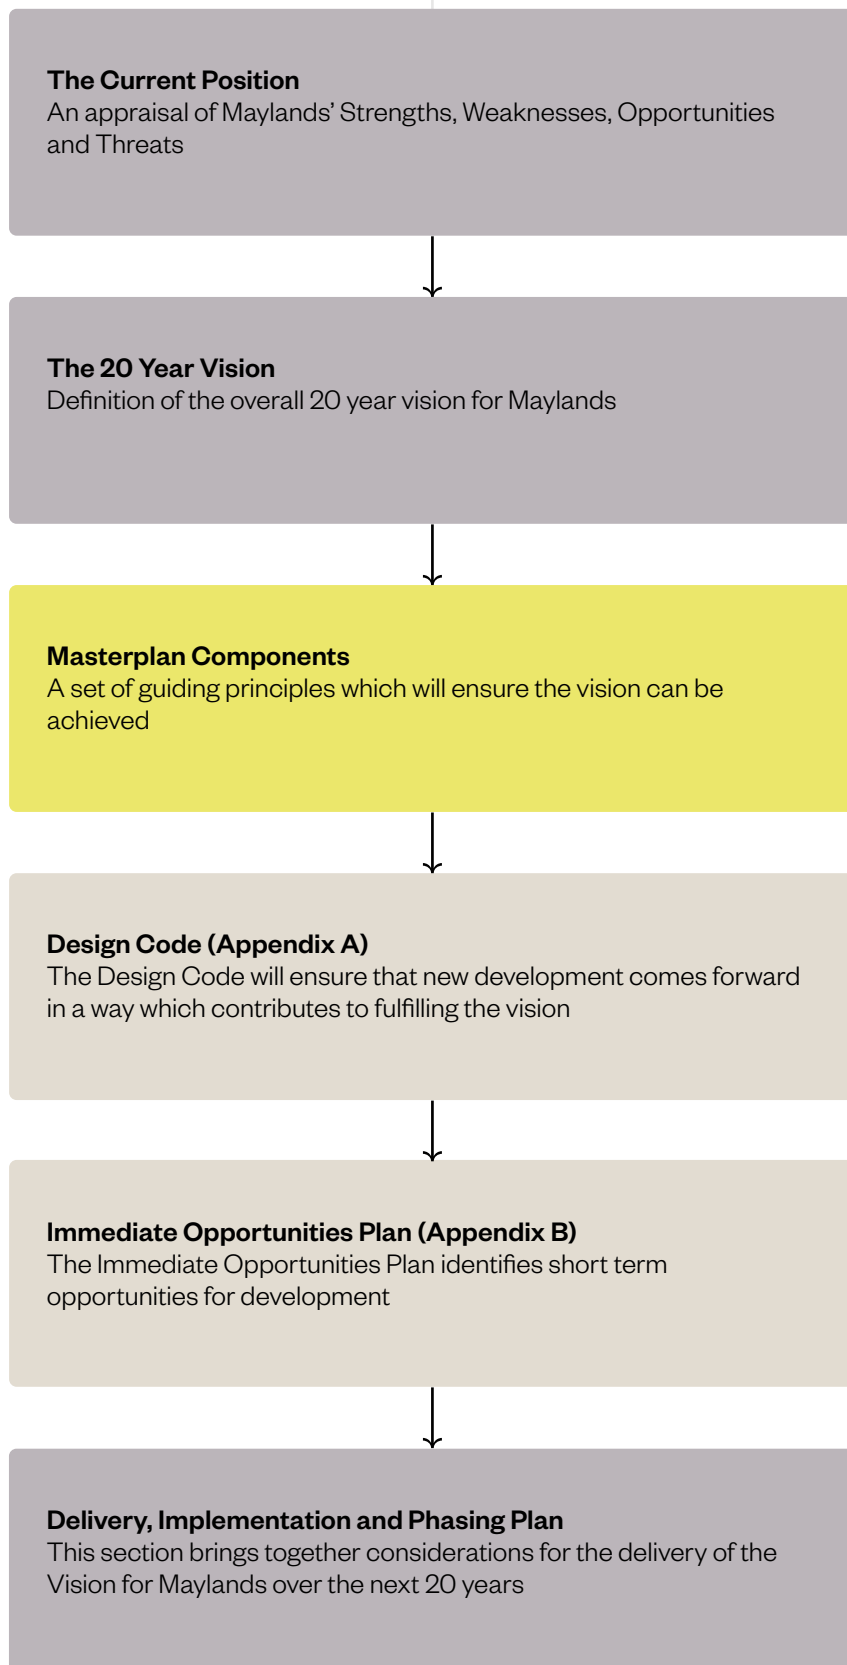 The Current Position
An appraisal of Maylands’ Strengths, Weaknesses, Opportunities
and Threats
The 20 Year Vision
Definition of the overall 20 year vision for Maylands
Masterplan Components
A set of guiding principles which will ensure the vision can be
achieved
Design Code (Appendix A)
The Design Code will ensure that new development comes forward
in a way which contributes to fulfilling the vision
Immediate Opportunities Plan (Appendix B)
The Immediate Opportunities Plan identifies short term
opportunities for development
Delivery, Implementation and Phasing Plan
This section brings together considerations for the delivery of the
Vision for Maylands over the next 20 years